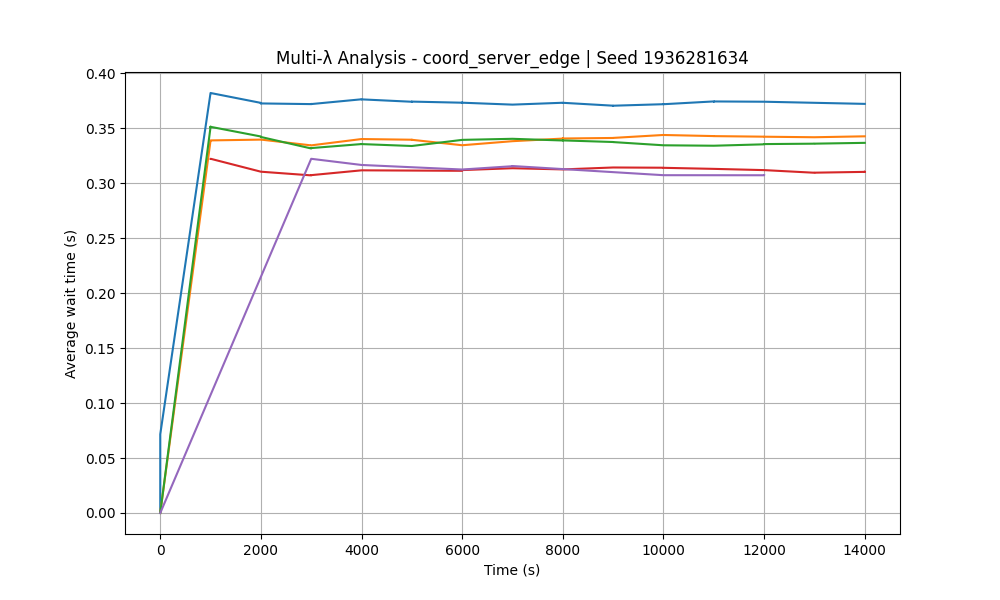 Multi-λ Analysis - coord_server_edge | Seed 1936281634
Average wait time (s)
0.40
0.35
0.30
0.25
0.20
0.15
0.10
0.05
0.00
0 2000 4000 6000 8000 10000 12000 14000
Time (s)